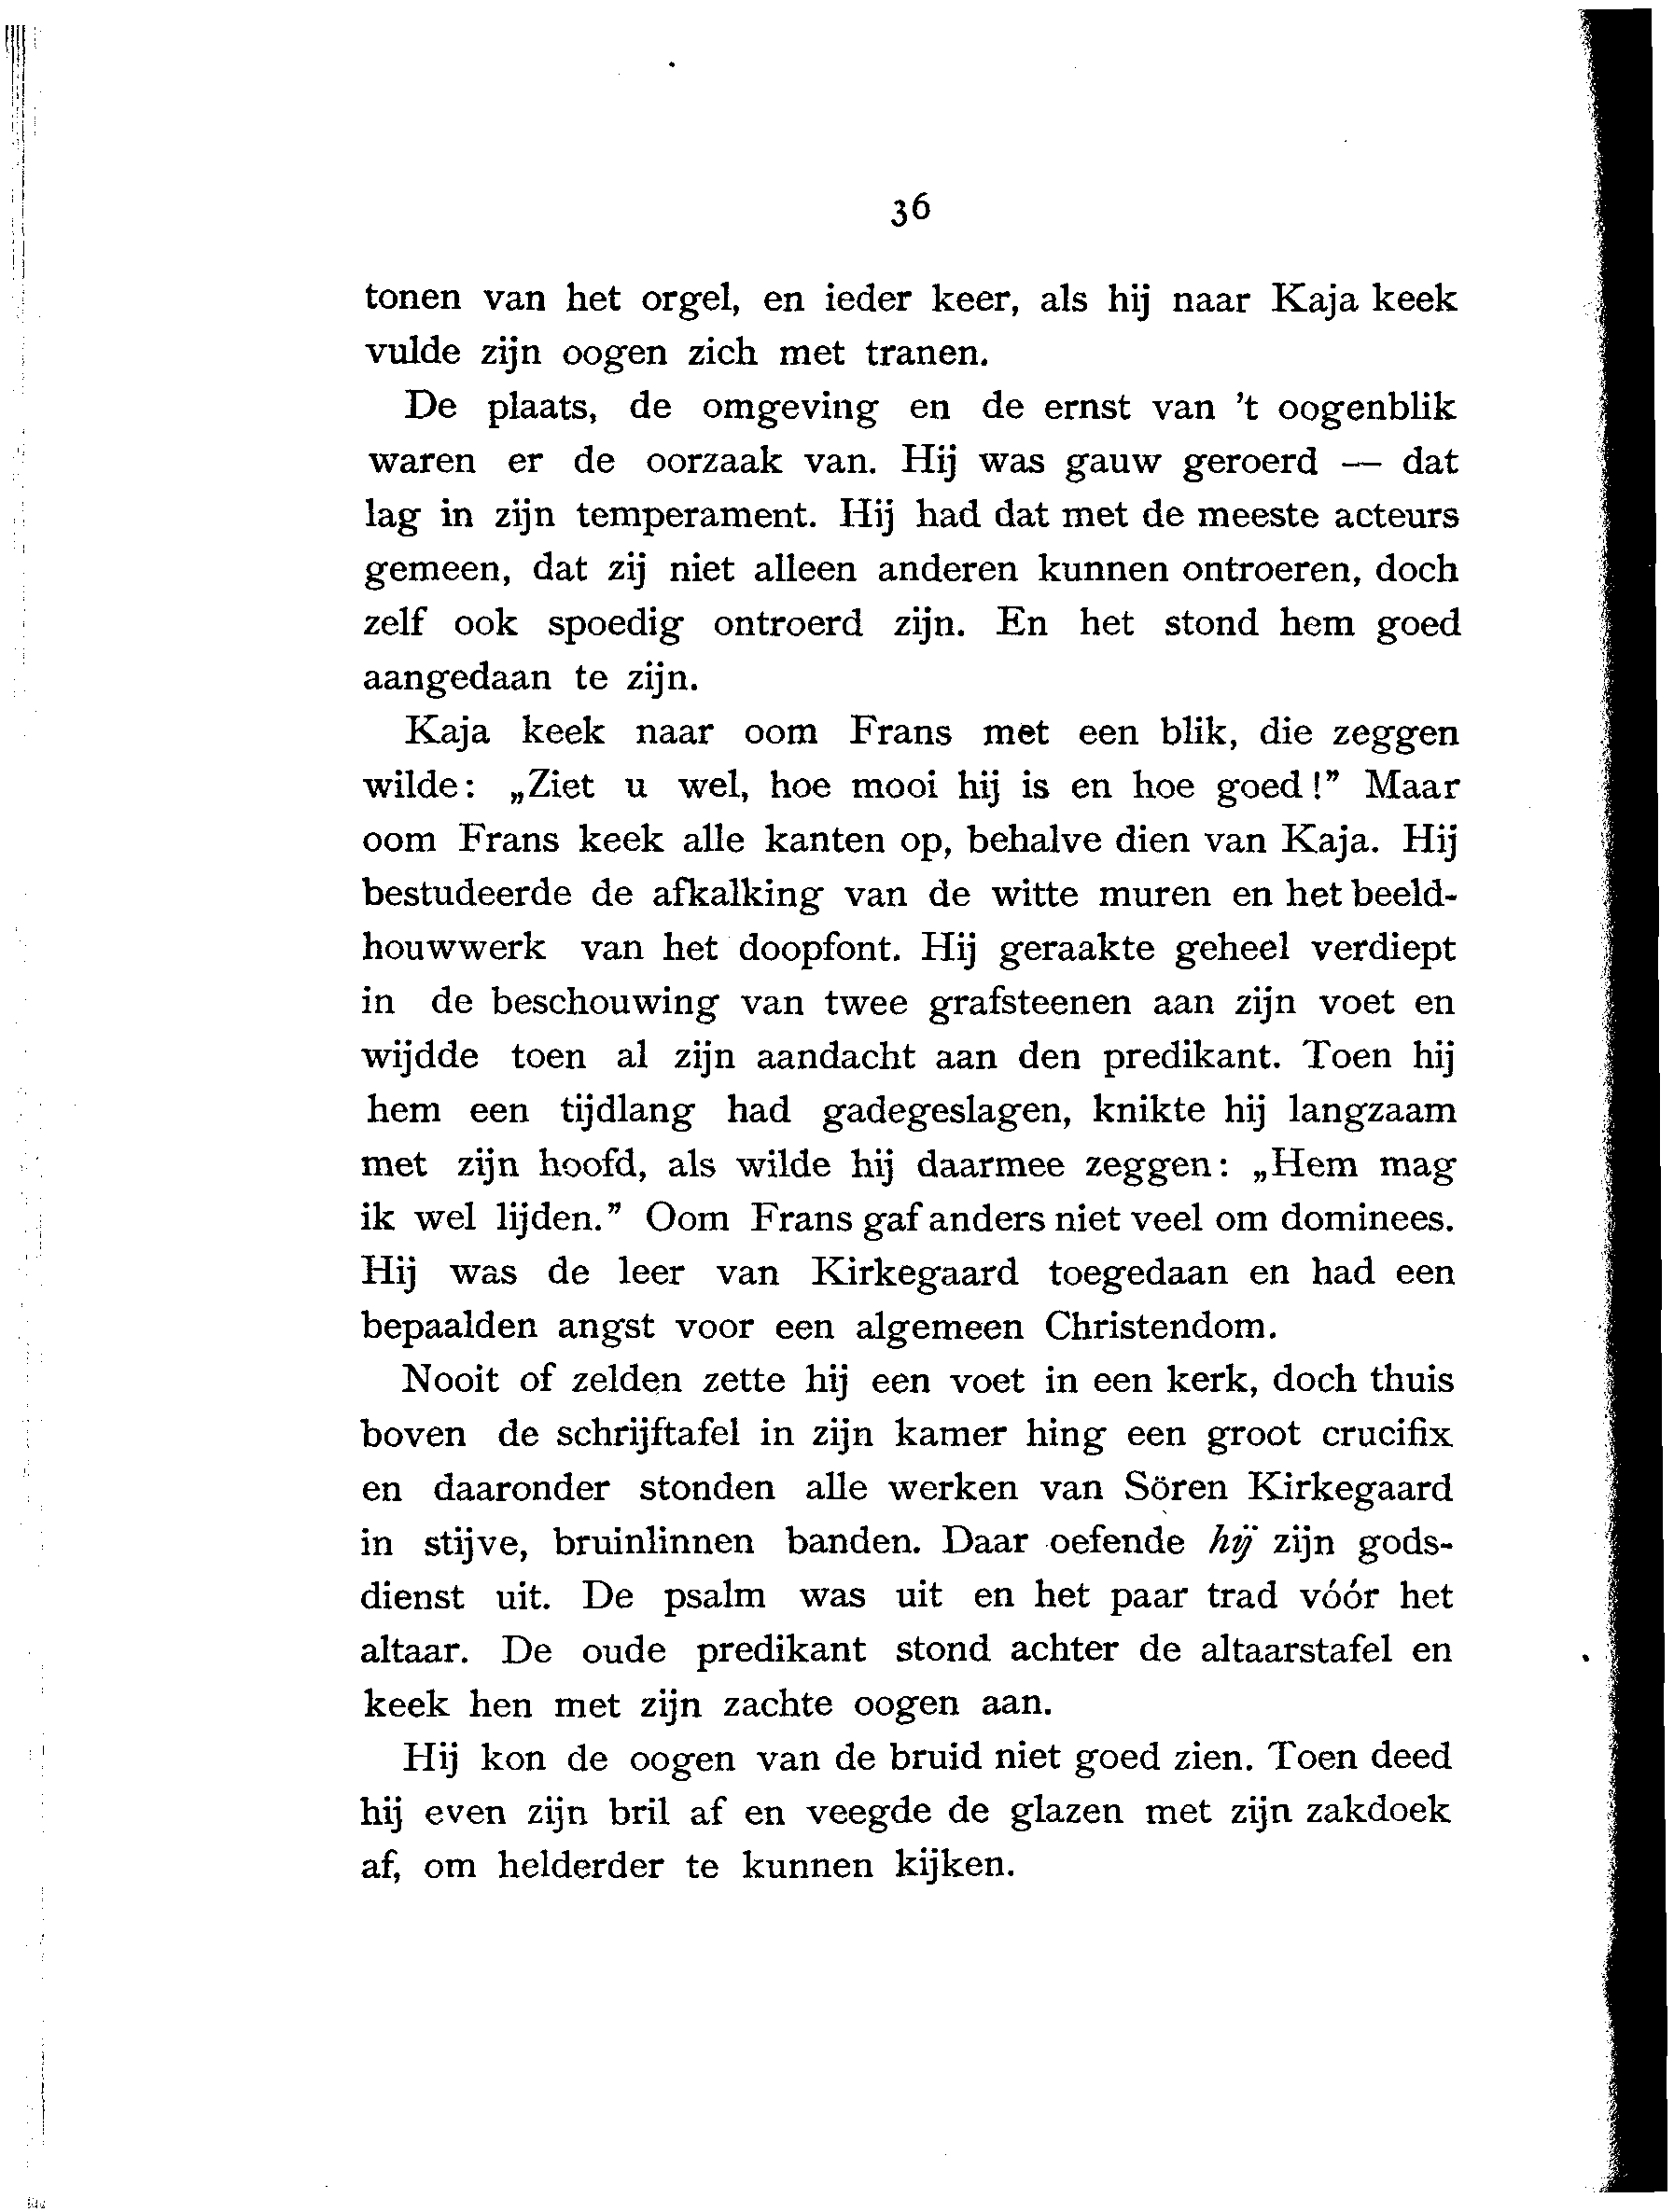 36
tonen van het orgel, en ieder keer, als hij naar Kaja keek
vulde zijn oogen zich met tranen.
De plaats, de omgeving en de ernst van 't oogenblik
waren er de oorzaak van. Hij was gauw geroerd — dat
lag in zijn temperament. Hij had dat met de meeste acteurs
gemeen, dat zij niet alleen anderen kunnen ontroeren, doch
zelf ook spoedig ontroerd zijn. En het stond hem goed
aangedaan te zijn.
Kaja keek naar oom Frans met een blik, die zeggen
wilde: „Ziet u wel, hoe mooi hij is en hoe goed!” Maar
oom Frans keek alle kanten op, behalve dien van Kaja. Hij
bestudeerde de afkalking van de witte muren en het beeld-
houwwerk van het doopfont. Hij geraakte geheel verdiept
in de beschouwing van twee grafsteenen aan zijn voet en
wijdde toen al zijn aandacht aan den predikant. Toen hij
hem een tijdlang had gadegeslagen, knikte hij langzaam
met zijn hoofd, als wilde hij daarmee zeggen: „Hem mag
ik wel lijden.” Oom Frans gaf anders niet veel om dominees.
Hij was de leer van Kirkegaard toegedaan en had een
bepaalden angst voor een algemeen Christendom.
Nooit of zelden zette hij een voet in een kerk, doch thuis
boven de schrijftafel in zijn kamer hing een groot crucifix
en daaronder stonden alle werken van Sören Kirkegaard
in stijve, bruinlinnen banden. Daar oefende hij zijn gods-
dienst uit. De psalm was uit en het paar trad vóór het
altaar. De oude predikant stond achter de altaarstafel en
keek hen met zijn zachte oogen aan.
Hij kon de oogen van de bruid niet goed zien. Toen deed
hij even zijn bril af en veegde de glazen met zijn zakdoek
af, om helderder te kunnen kijken.